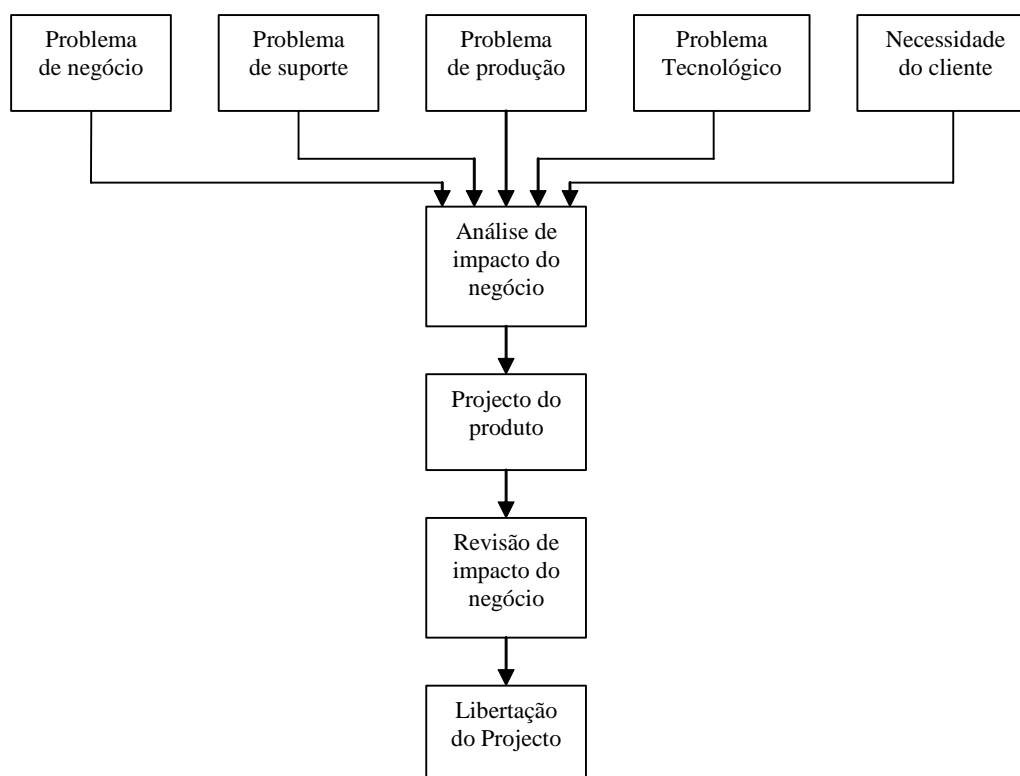 Problema
de negócio
Problema
de suporte
Problema
de produção
Problema
Tecnológico
Necessidade
do cliente
Análise de
impacto do
negócio
Projecto do
produto
Revisão de
impacto do
negócio
Libertação
do Projecto